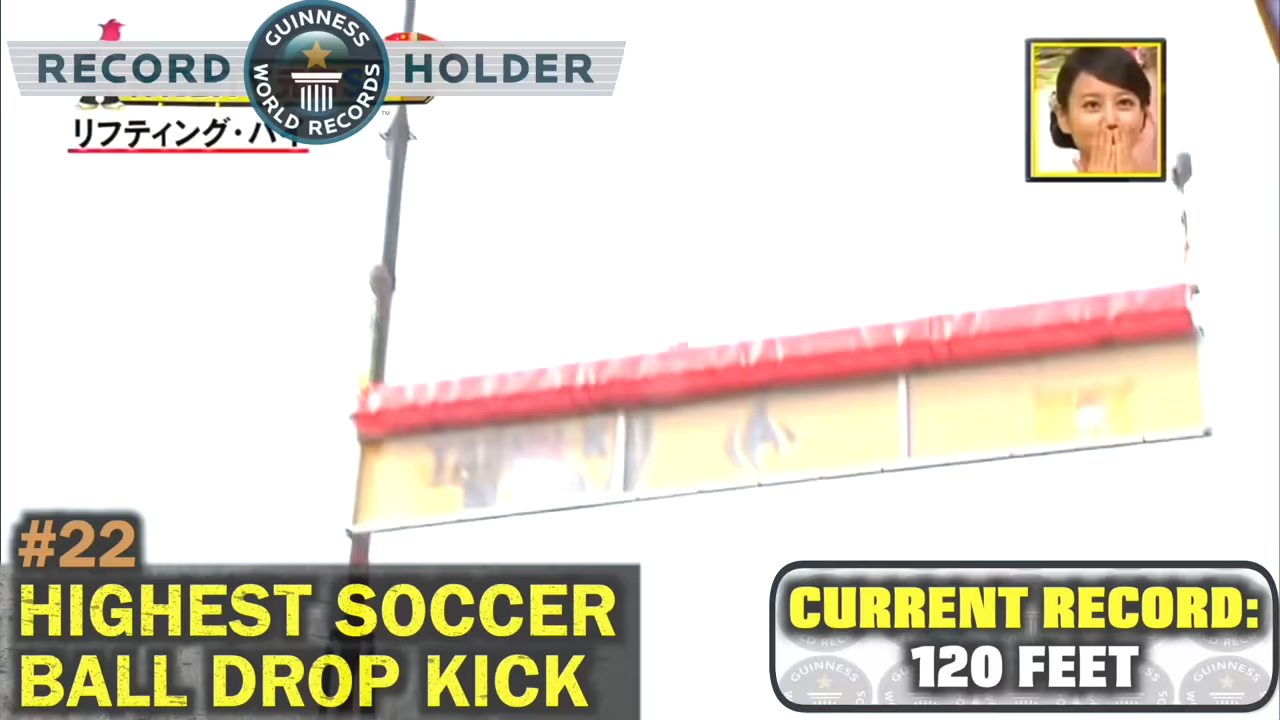 RECORD HOLDER
GUINNESS
WORLD RECORDS
™
リフティング・ハイ
#22
HIGHEST SOCCER
BALL DROP KICK
CURRENT RECORD:
120 FEET